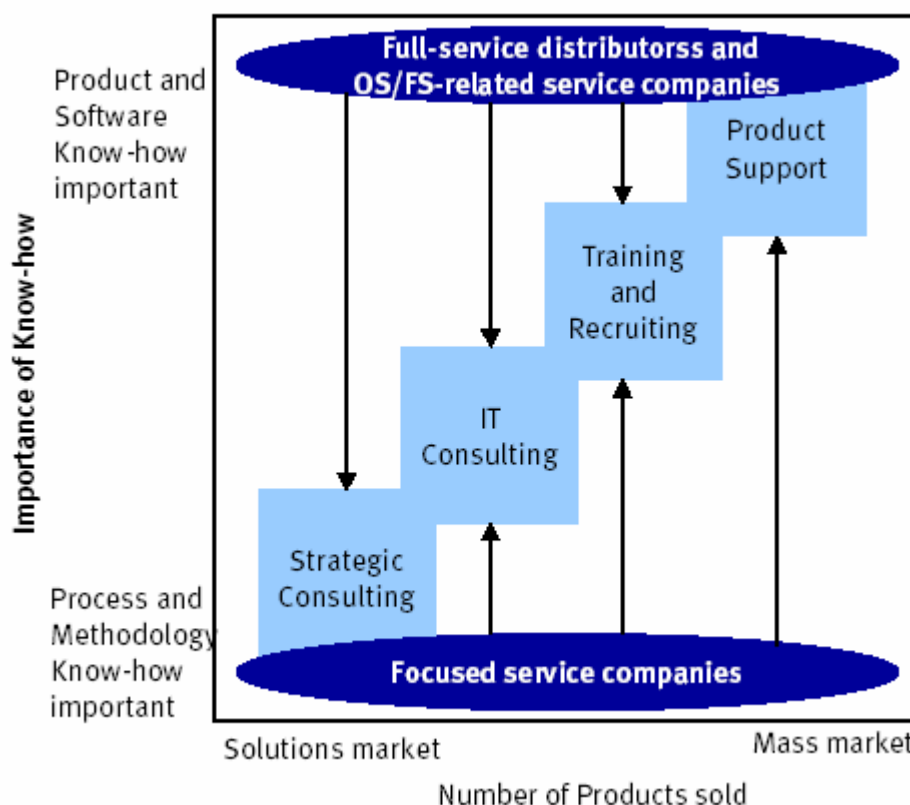 Full-service distributorss and
OS/FS-related service companies
Product and
Software
Know-how
important
Product
Support
Training
and
Recruiting
Importance of Know-how
IT
Consulting
Strategic
Consulting
Process and
Methodology
Know-how
important
Focused service companies
Solutions market
Mass market
Number of Products sold